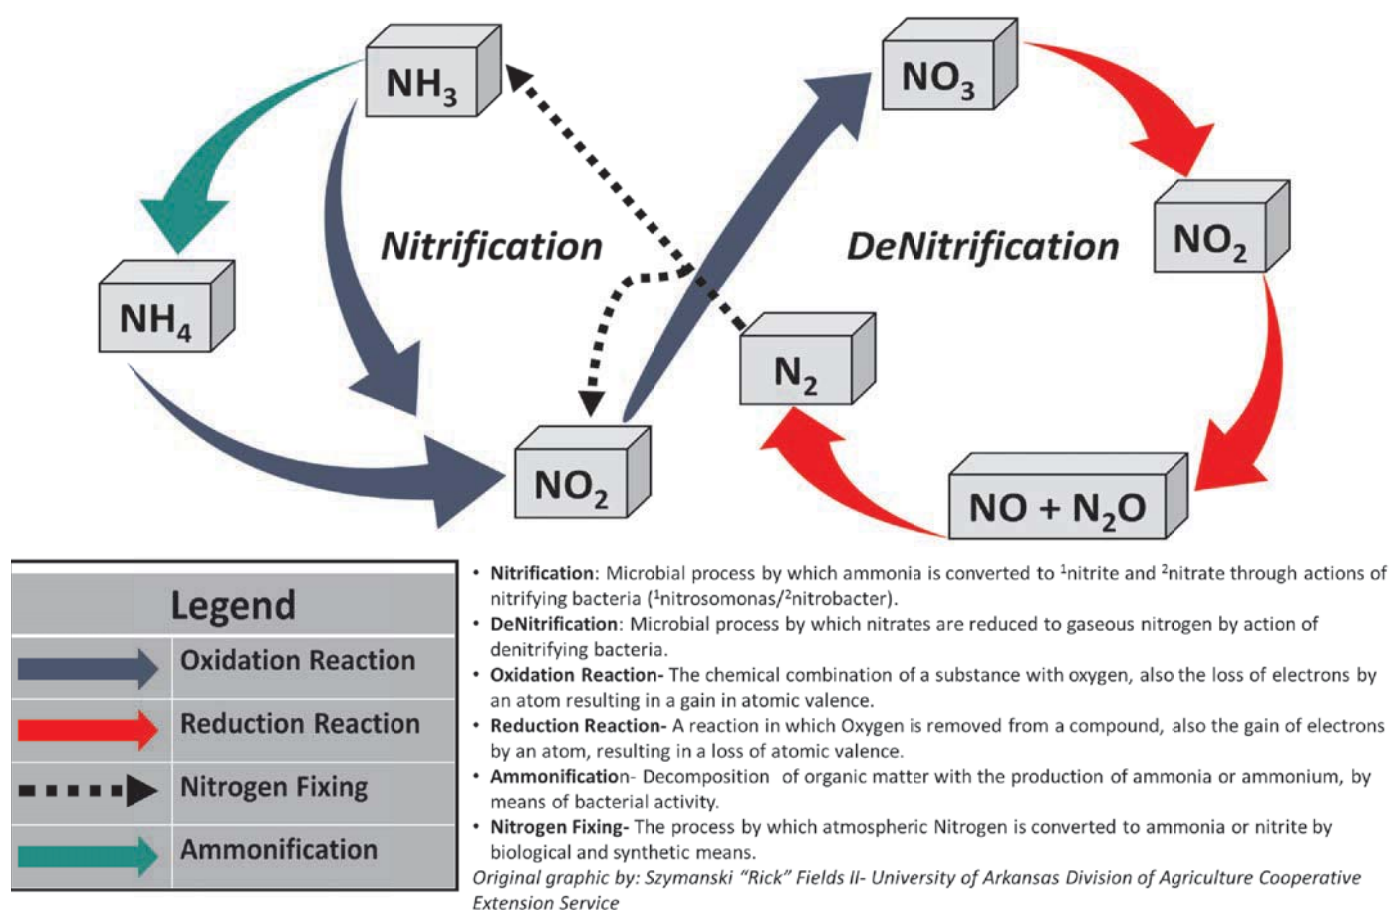 NH₃
NO₃
Nitrification
DeNitrification
NO₂
NH₄
N₂
NO₂
NO + N₂O
Legend
Oxidation Reaction
Reduction Reaction
Nitrogen Fixing
Ammonification
• Nitrification: Microbial process by which ammonia is converted to ¹nitrite and ²nitrate through actions of
nitrifying bacteria (¹nitrosomonas/²nitrobacter).
• DeNitrification: Microbial process by which nitrates are reduced to gaseous nitrogen by action of
denitrifying bacteria.
• Oxidation Reaction- The chemical combination of a substance with oxygen, also the loss of electrons by
an atom resulting in a gain in atomic valence.
• Reduction Reaction- A reaction in which Oxygen is removed from a compound, also the gain of electrons
by an atom, resulting in a loss of atomic valence.
• Ammonification- Decomposition of organic matter with the production of ammonia or ammonium, by
means of bacterial activity.
• Nitrogen Fixing- The process by which atmospheric Nitrogen is converted to ammonia or nitrite by
biological and synthetic means.
Original graphic by: Szymanski “Rick” Fields II- University of Arkansas Division of Agriculture Cooperative
Extension Service